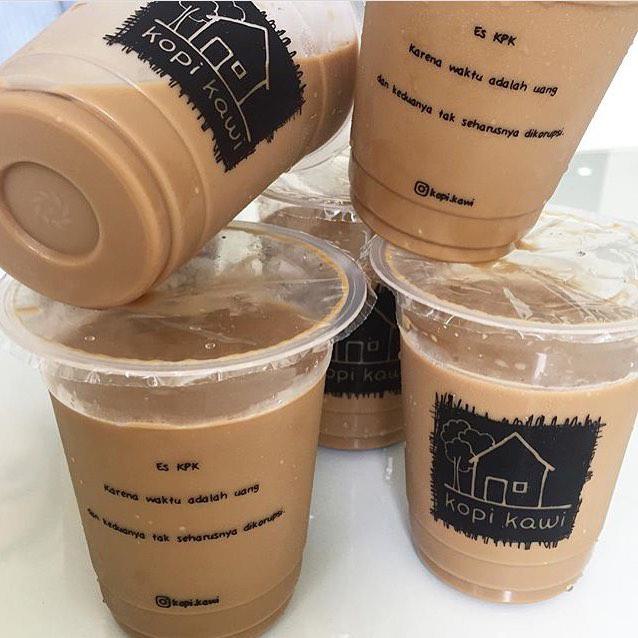 kopi kawi
Es KPK
Karena waktu adalah uang
dan keduanya tak seharusnya dikorupsi.
kopi.kawi
kopi kawi
Es KPK
Karena waktu adalah uang
dan keduanya tak seharusnya dikorupsi.
kopi.kawi
kopi kawi